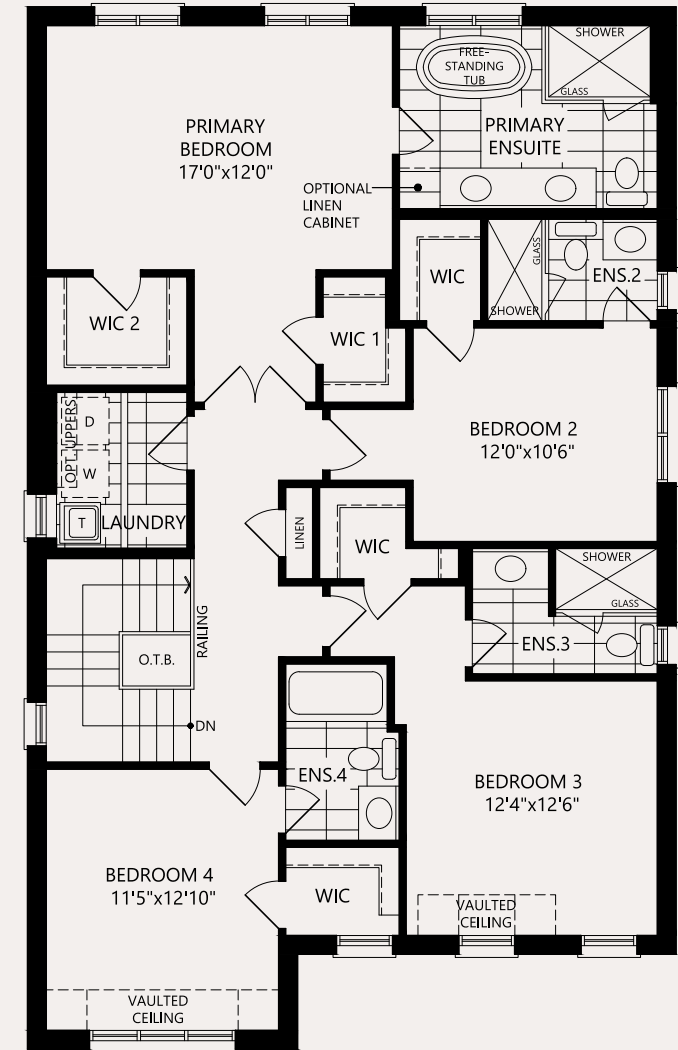 SHOWER
FREE-
STANDING
TUB
GLASS
PRIMARY
BEDROOM
17'0"x12'0"
PRIMARY
ENSUITE
OPTIONAL
LINEN
CABINET
WIC
GLASS
SHOWER
ENS.2
WIC 2
WIC 1
OPT. UPPERS
D
W
T
LAUNDRY
BEDROOM 2
12'0"x10'6"
LINEN
WIC
SHOWER
GLASS
ENS.3
RAILING
O.T.B.
DN
ENS.4
BEDROOM 3
12'4"x12'6"
BEDROOM 4
11'5"x12'10"
WIC
VAULTED
CEILING
VAULTED
CEILING